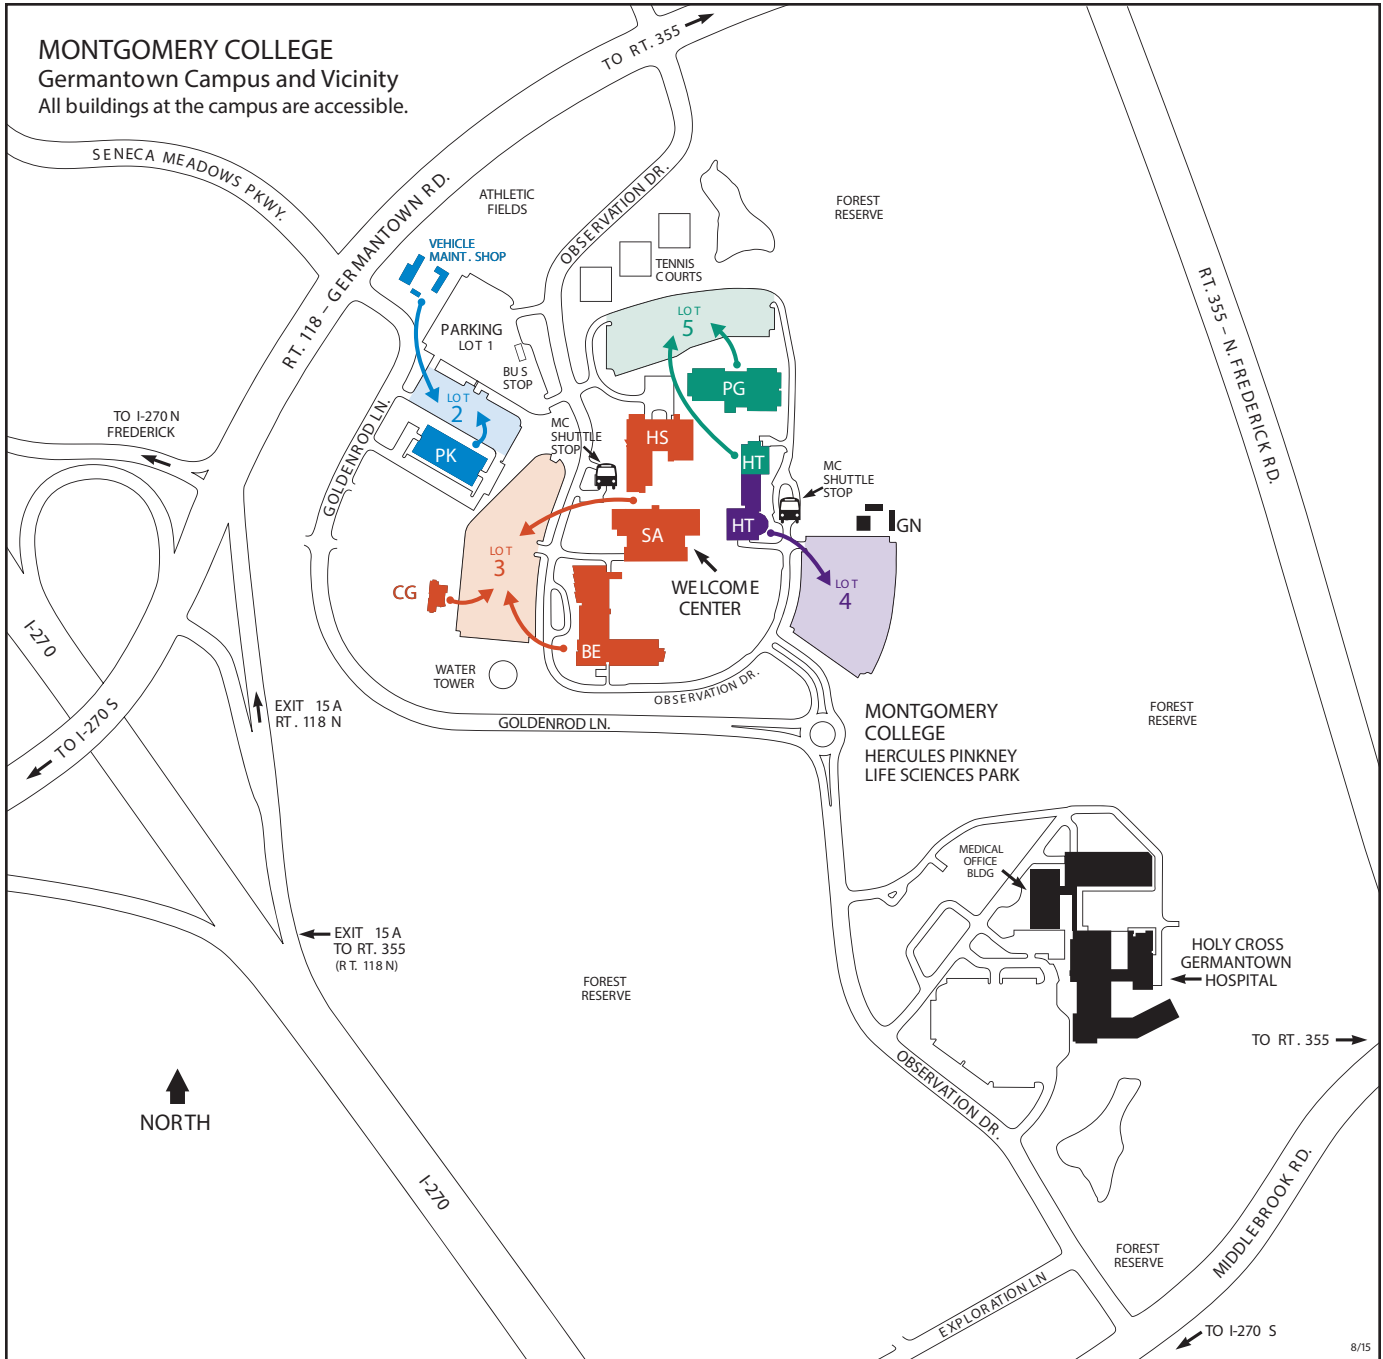 MONTGOMERY COLLEGE
Germantown Campus and Vicinity
All buildings at the campus are accessible.
TO RT. 355
SENECA MEADOWS PKWY.
RT. 118 – GERMANTOWN RD.
ATHLETIC
FIELDS
OBSERVATION DR.
FOREST
RESERVE
VEHICLE
MAINT. SHOP
TENNIS
COURTS
RT. 355 – N. FREDERICK RD.
PARKING
LOT 1
BUS
STOP
LOT
5
PG
LOT
2
PK
GOLDENROD LN.
TO I-270 N
FREDERICK
MC
SHUTTLE
STOP
HS
HT
MC
SHUTTLE
STOP
HT
GN
SA
LOT
3
CG
WELCOME
CENTER
LOT
4
BE
WATER
TOWER
OBSERVATION DR.
GOLDENROD LN.
I-270
TO I-270 S
EXIT 15A
RT. 118 N
MONTGOMERY
COLLEGE
HERCULES PINKNEY
LIFE SCIENCES PARK
FOREST
RESERVE
MEDICAL
OFFICE
BLDG
EXIT 15A
TO RT. 355
(RT. 118 N)
HOLY CROSS
GERMANTOWN
HOSPITAL
FOREST
RESERVE
TO RT. 355
OBSERVATION DR.
NORTH
I-270
FOREST
RESERVE
MIDDLEBROOK RD.
EXPLORATION LN
TO I-270 S
8/15